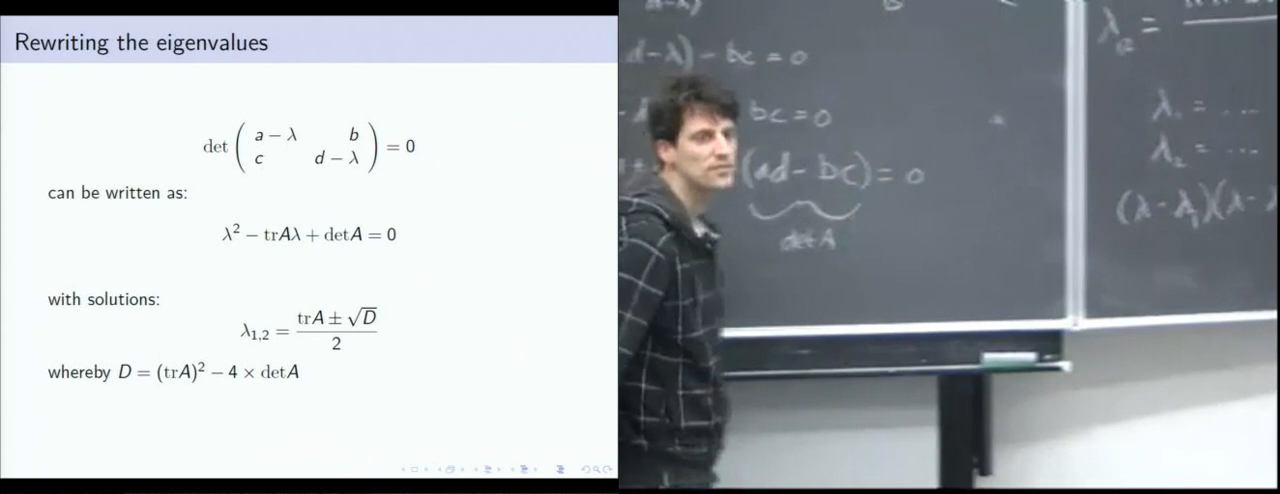 Rewriting the eigenvalues
det ( a − λ b
c d − λ ) = 0
can be written as:
λ² − trAλ + detA = 0
with solutions:
λ₁,₂ = (trA ± √D) / 2
whereby D = (trA)² − 4 × detA
d-λ) - bc = 0
bc = 0
(ad - bc) = 0
det A
λ₂ =
λ₁ = ....
λ₂ = ...
(λ - λ₁)(λ -